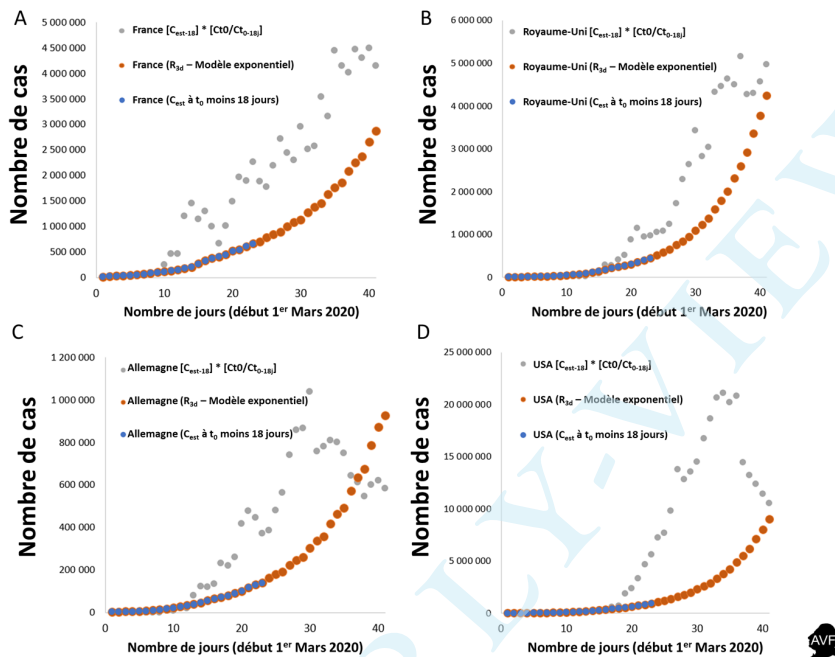 A
5 000 000
4 500 000
4 000 000
3 500 000
3 000 000
2 500 000
2 000 000
1 500 000
1 000 000
500 000
0
Nombre de cas
France [Cest-18] * [Ct0/Ct0-18j]
France (R3d – Modèle exponentiel)
France (Cest à t0 moins 18 jours)
0 10 20 30 40
Nombre de jours (début 1er Mars 2020)
B
6 000 000
5 000 000
4 000 000
3 000 000
2 000 000
1 000 000
0
Nombre de cas
Royaume-Uni [Cest-18] * [Ct0/Ct0-18j]
Royaume-Uni (R3d – Modèle exponentiel)
Royaume-Uni (Cest à t0 moins 18 jours)
0 10 20 30 40
Nombre de jours (début 1er Mars 2020)
C
1 200 000
1 000 000
800 000
600 000
400 000
200 000
0
Nombre de cas
Allemagne [Cest-18] * [Ct0/Ct0-18j]
Allemagne (R3d – Modèle exponentiel)
Allemagne (Cest à t0 moins 18 jours)
0 10 20 30 40
Nombre de jours (début 1er Mars 2020)
D
25 000 000
20 000 000
15 000 000
10 000 000
5 000 000
0
Nombre de cas
USA [Cest-18] * [Ct0/Ct0-18j]
USA (R3d – Modèle exponentiel)
USA (Cest à t0 moins 18 jours)
0 10 20 30 40
Nombre de jours (début 1er Mars 2020)
PLY-VIEW
AVF